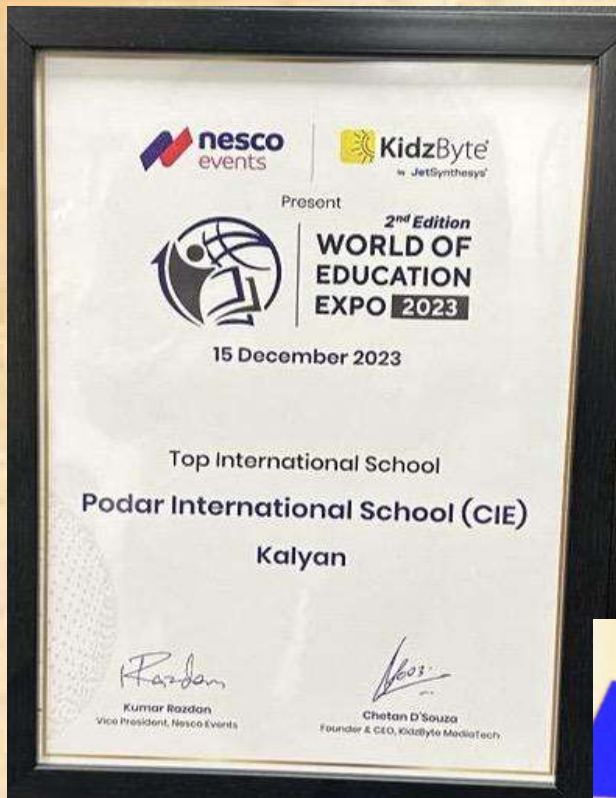 nesco
events
KidzByte
by JetSynthesys
Present
2nd Edition
WORLD OF
EDUCATION
EXPO 2023
15 December 2023
Top International School
Podar International School (CIE)
Kalyan
Razdan
Kumar Razdan
Vice President, Nesco Events
Chetan D'Souza
Founder & CEO, KidzByte MediaTech